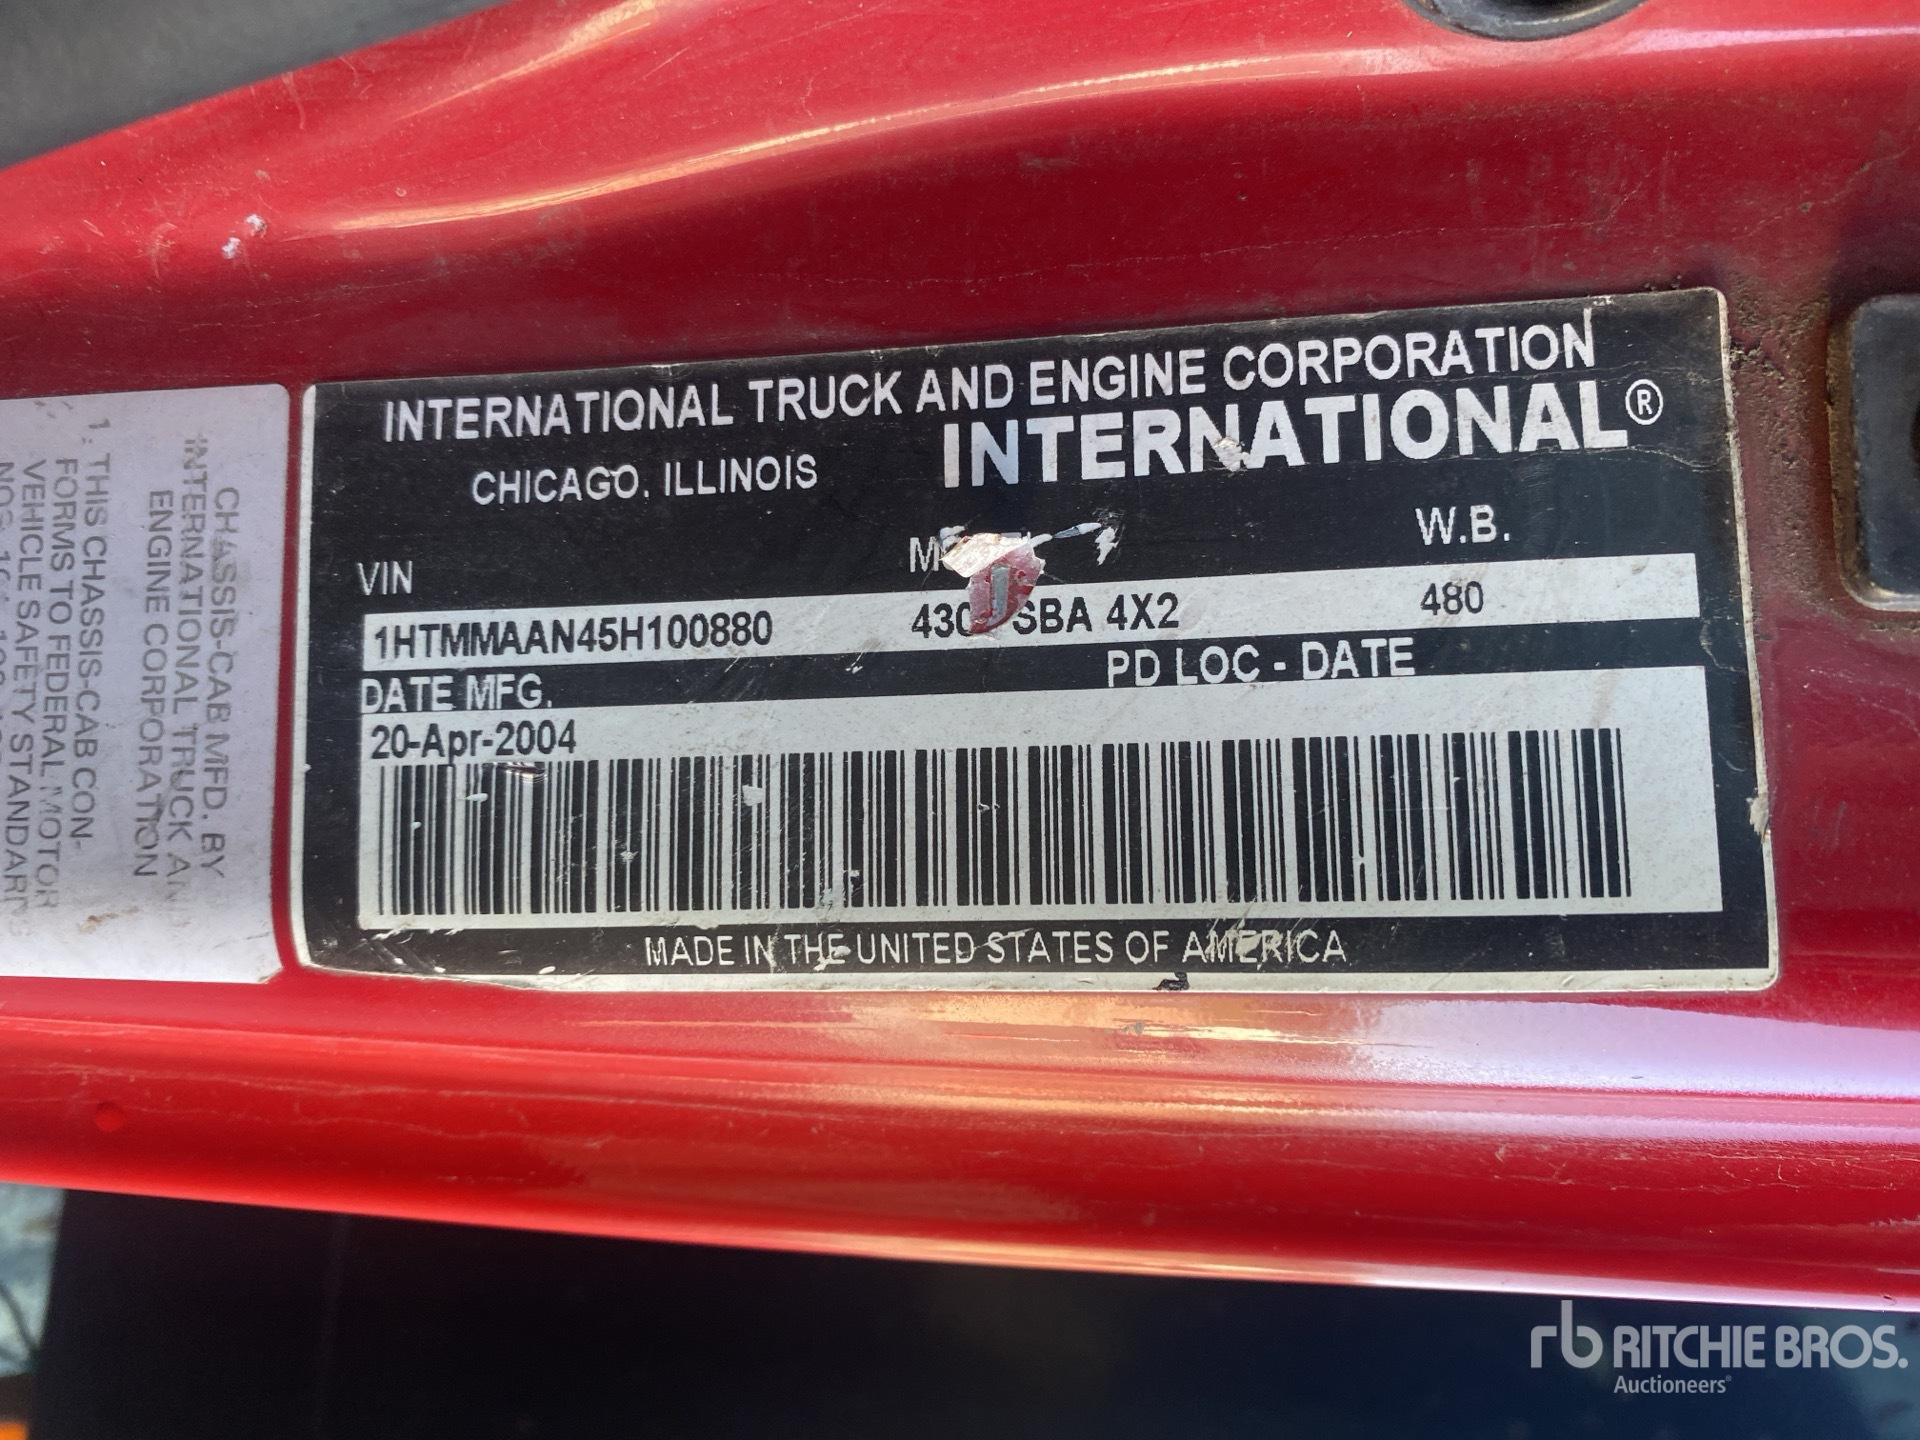 INTERNATIONAL TRUCK AND ENGINE CORPORATION
CHICAGO, ILLINOIS
INTERNATIONAL®
VIN
W.B.
1HTMMAAN45H100880
SBA 4X2
480
DATE MFG.
PD LOC - DATE
20-Apr-2004
MADE IN THE UNITED STATES OF AMERICA
CHASSIS-CAB MFD. BY
INTERNATIONAL TRUCK AND
ENGINE CORPORATION
1. THIS CHASSIS-CAB CON-
FORMS TO FEDERAL MOTOR
VEHICLE SAFETY STANDARDS
rb RITCHIE BROS.
Auctioneers